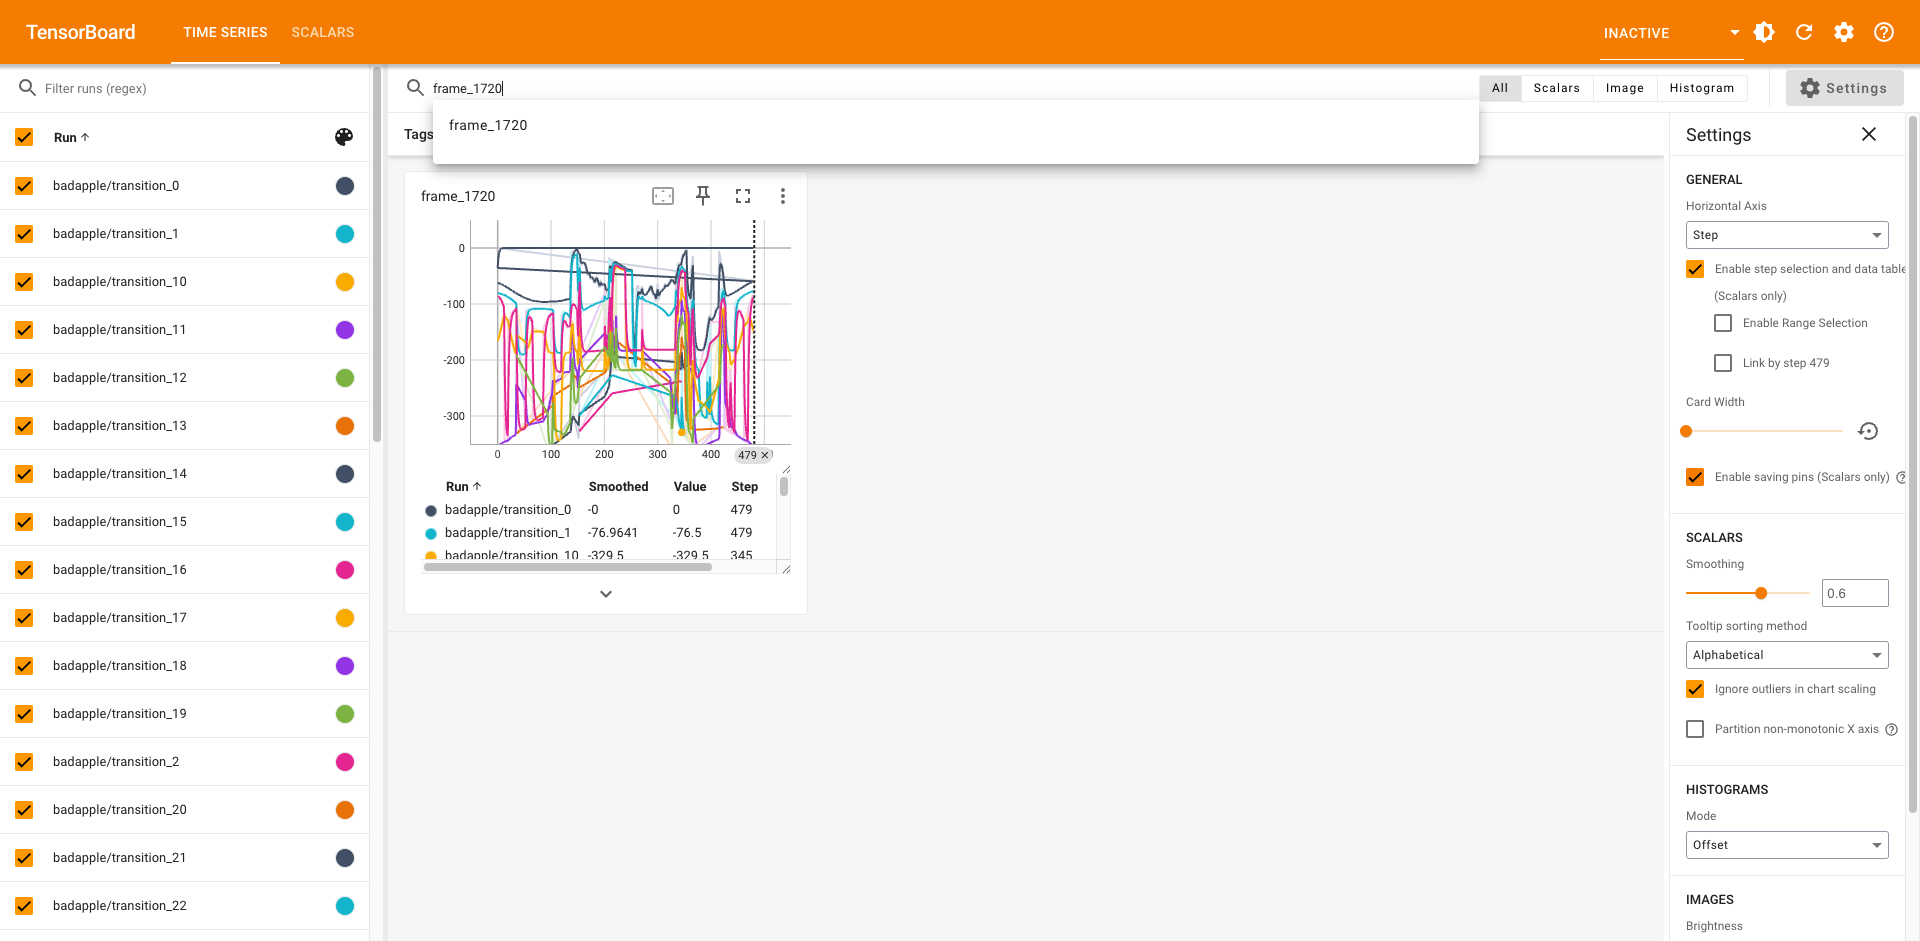 TensorBoard TIME SERIES SCALARS INACTIVE
Filter runs (regex)
Run
badapple/transition_0
badapple/transition_1
badapple/transition_10
badapple/transition_11
badapple/transition_12
badapple/transition_13
badapple/transition_14
badapple/transition_15
badapple/transition_16
badapple/transition_17
badapple/transition_18
badapple/transition_19
badapple/transition_2
badapple/transition_20
badapple/transition_21
badapple/transition_22
frame_1720
All Scalars Image Histogram Settings
frame_1720
Tags
frame_1720
0
-100
-200
-300
0 100 200 300 400 479
Run Smoothed Value Step
badapple/transition_0 -0 0 479
badapple/transition_1 -76.9641 -76.5 479
badapple/transition_10 -329.5 -329.5 345
Settings
GENERAL
Horizontal Axis
Step
Enable step selection and data table
(Scalars only)
Enable Range Selection
Link by step 479
Card Width
Enable saving pins (Scalars only)
SCALARS
Smoothing
0.6
Tooltip sorting method
Alphabetical
Ignore outliers in chart scaling
Partition non-monotonic X axis
HISTOGRAMS
Mode
Offset
IMAGES
Brightness